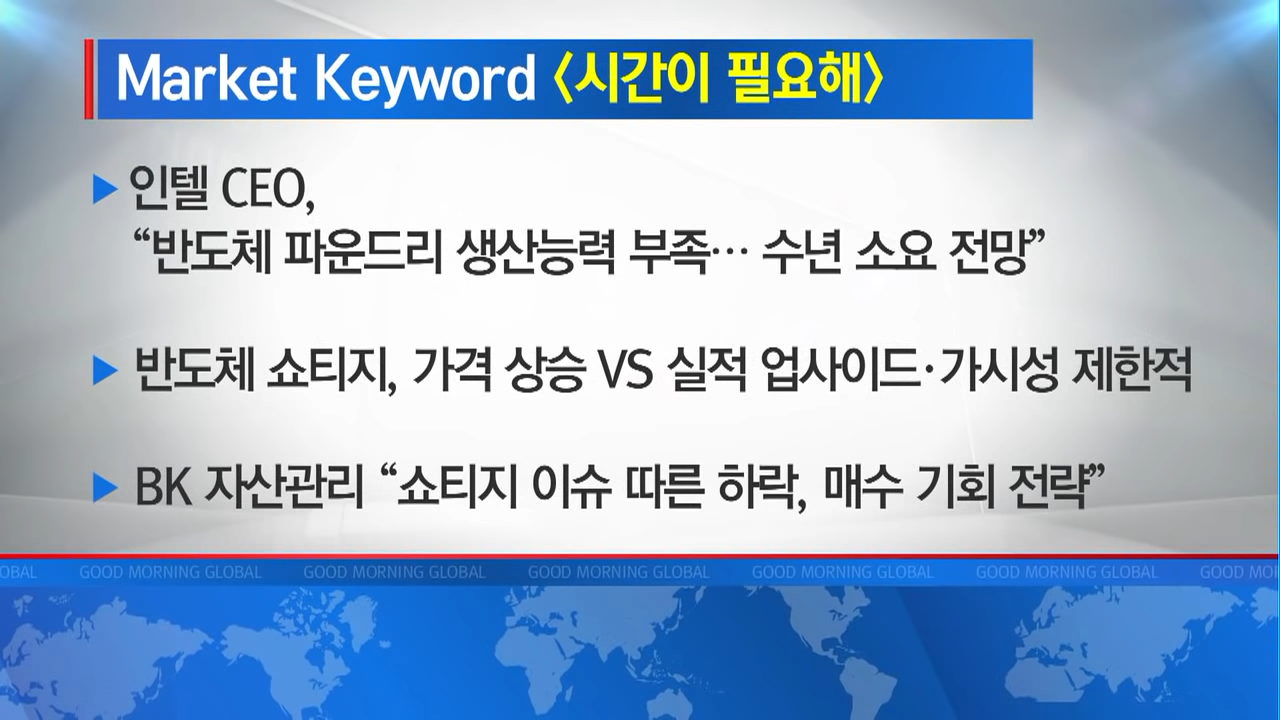 Market Keyword <시간이 필요해>
▶ 인텔 CEO,
“반도체 파운드리 생산능력 부족… 수년 소요 전망”
▶ 반도체 쇼티지, 가격 상승 VS 실적 업사이드·가시성 제한적
▶ BK 자산관리 “쇼티지 이슈 따른 하락, 매수 기회 전략”
OBAL GOOD MORNING GLOBAL GOOD MORNING GLOBAL GOOD MORNING GLOBAL GOOD MORNING GLOBAL GOOD MORNING GLOBAL GOOD MORNI